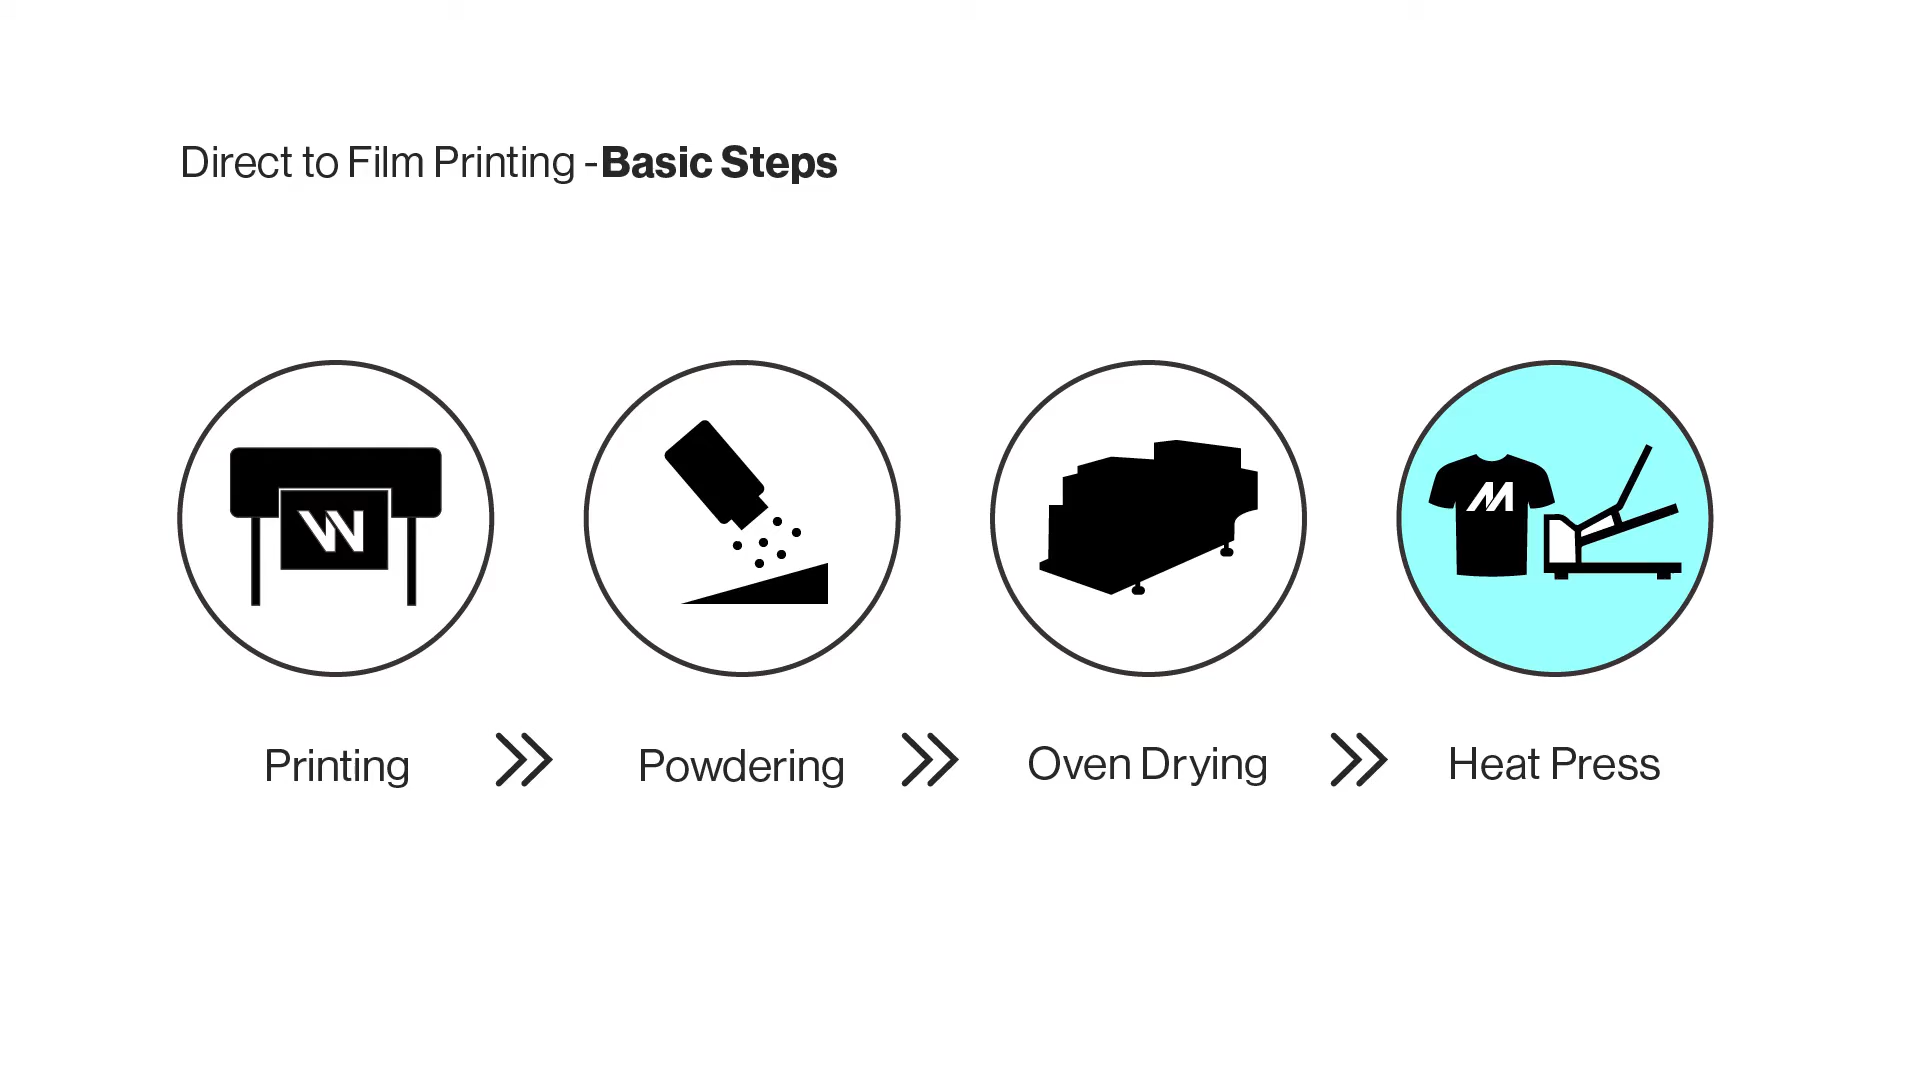 Direct to Film Printing - Basic Steps
Printing
Powdering
Oven Drying
Heat Press